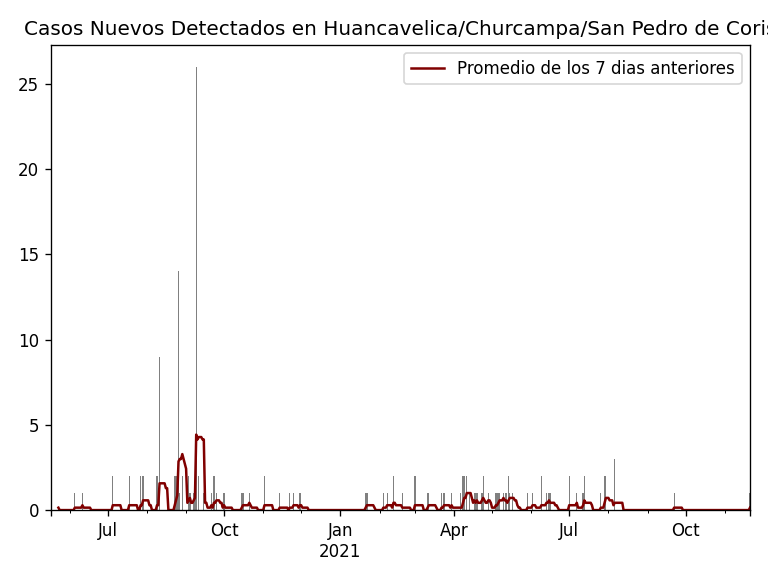 Casos Nuevos Detectados en Huancavelica/Churcampa/San Pedro de Coris
Promedio de los 7 dias anteriores
25
20
15
10
5
0
Jul Oct Jan Apr Jul Oct
2021